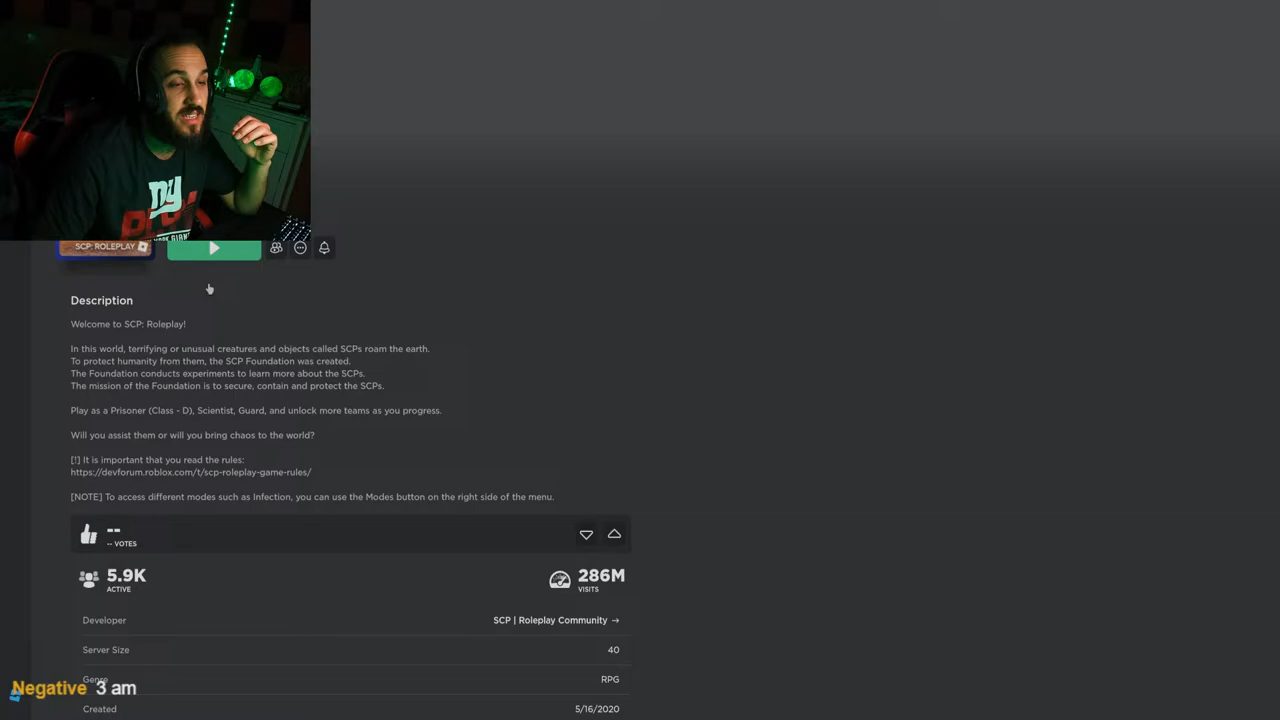 ny
SCP: ROLEPLAY
Description
Welcome to SCP: Roleplay!
In this world, terrifying or unusual creatures and objects called SCPs roam the earth.
To protect humanity from them, the SCP Foundation was created.
The Foundation conducts experiments to learn more about the SCPs.
The mission of the Foundation is to secure, contain and protect the SCPs.
Play as a Prisoner (Class - D), Scientist, Guard, and unlock more teams as you progress.
Will you assist them or will you bring chaos to the world?
[!] It is important that you read the rules:
https://devforum.roblox.com/t/scp-roleplay-game-rules/
[NOTE] To access different modes such as Infection, you can use the Modes button on the right side of the menu.
--
-- VOTES
5.9K
ACTIVE
286M
VISITS
Developer SCP | Roleplay Community →
Server Size 40
Genre RPG
Negative 3 am
Created 5/16/2020